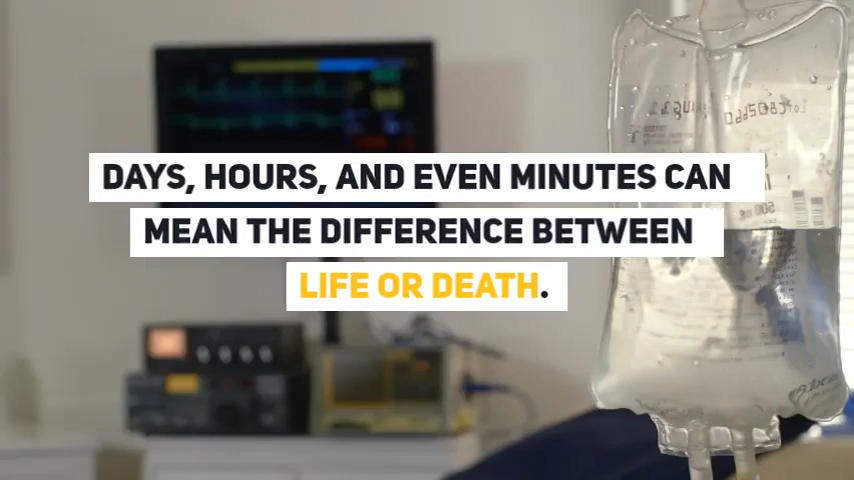 DAYS, HOURS, AND EVEN MINUTES CAN
MEAN THE DIFFERENCE BETWEEN
LIFE OR DEATH.